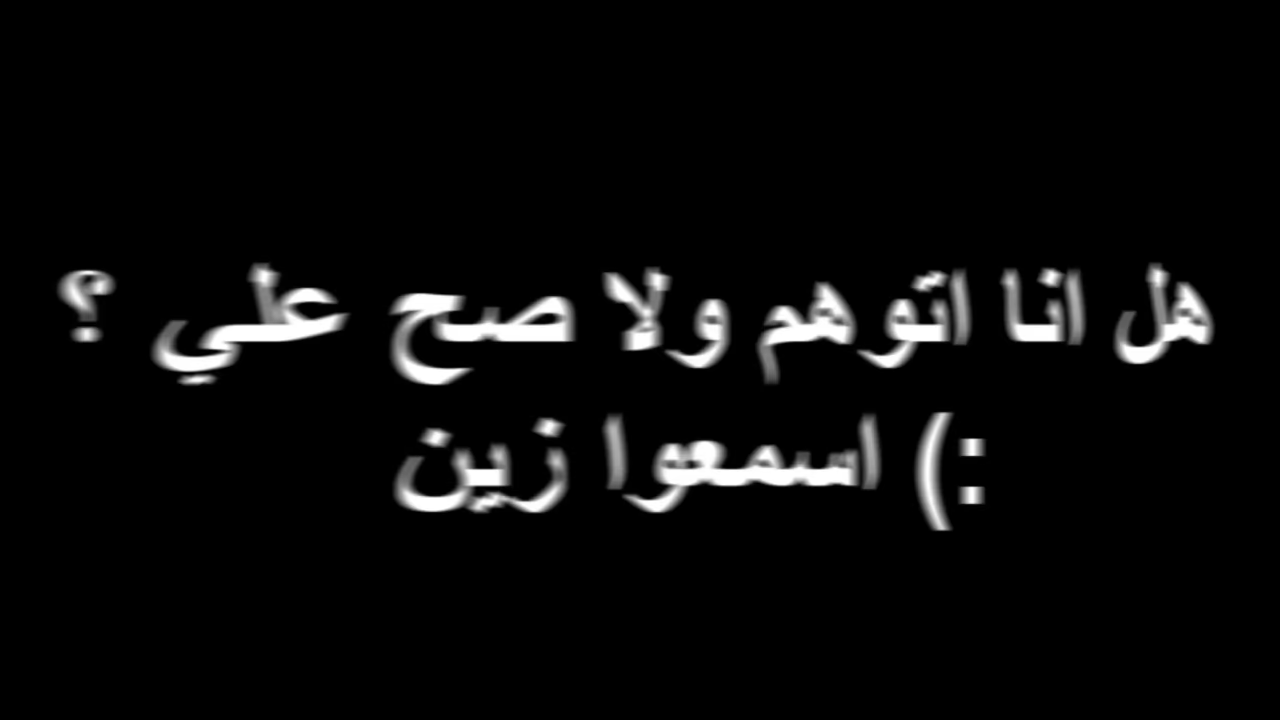 هل انا اتوهم ولا صح علي ؟
:) اسمعوا زين